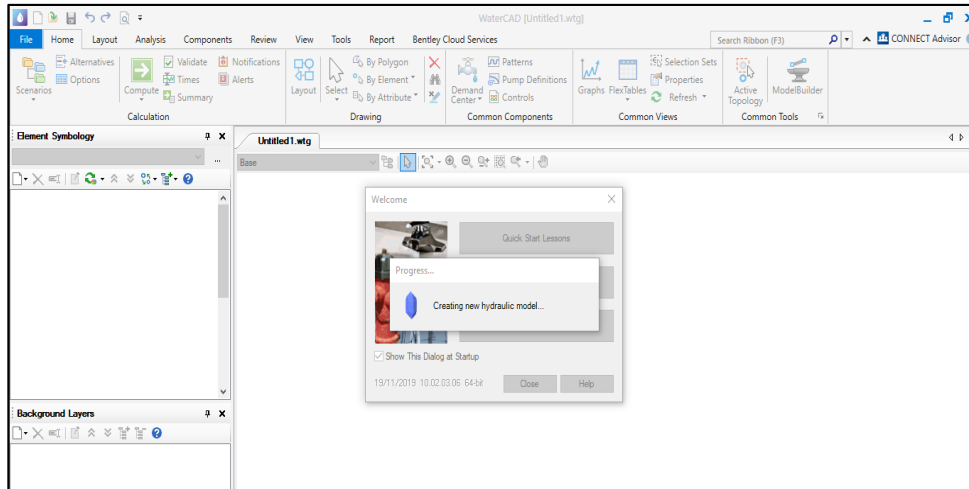 WaterCAD [Untitled1.wtg]
File Home Layout Analysis Components Review View Tools Report Bentley Cloud Services Search Ribbon (F3) CONNECT Advisor
Scenarios Alternatives Options Compute Validate Times Summary Notifications Alerts Layout Select By Polygon By Element By Attribute Demand Center Patterns Pump Definitions Controls Graphs FlexTables Selection Sets Properties Refresh Active Topology ModelBuilder
Calculation Drawing Common Components Common Views Common Tools
Element Symbology
Untitled1.wtg
Base
Welcome
Quick Start Lessons
Progress...
Creating new hydraulic model...
Show This Dialog at Startup
19/11/2019 10.02.03.06 64-bit Close Help
Background Layers